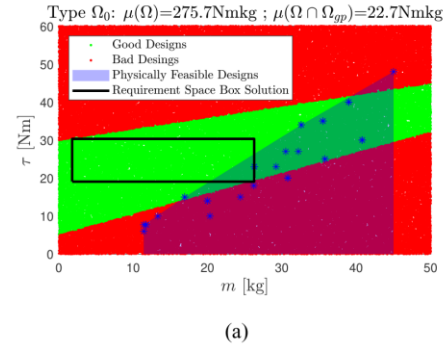 Type Ω₀: μ(Ω)=275.7Nmkg ; μ(Ω ∩ Ω_gp)=22.7Nmkg
60
50
40
30
20
10
0
τ [Nm]
Good Designs
Bad Desings
Physically Feasible Designs
Requirement Space Box Solution
0 10 20 30 40 50
m [kg]
(a)